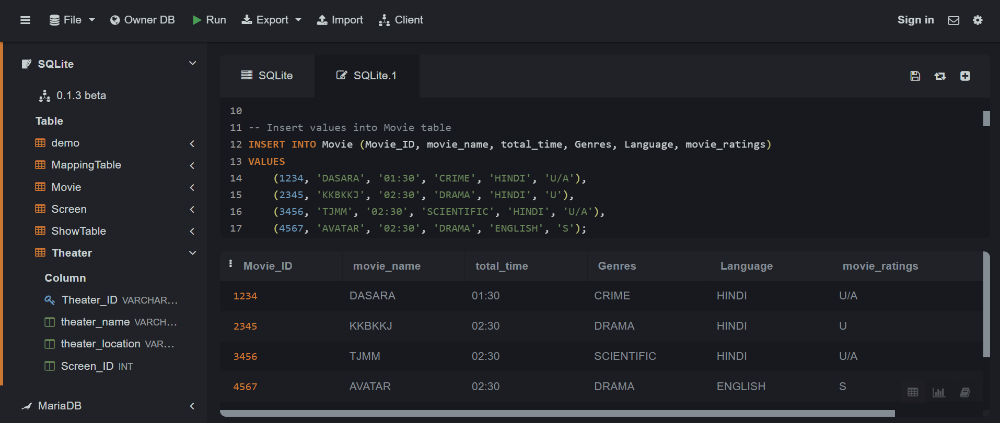 File Owner DB Run Export Import Client Sign in
SQLite
0.1.3 beta
Table
demo
MappingTable
Movie
Screen
ShowTable
Theater
Column
Theater_ID VARCHAR...
theater_name VARCH...
theater_location VAR...
Screen_ID INT
MariaDB
SQLite SQLite.1
10
11 -- Insert values into Movie table
12 INSERT INTO Movie (Movie_ID, movie_name, total_time, Genres, Language, movie_ratings)
13 VALUES
14 (1234, 'DASARA', '01:30', 'CRIME', 'HINDI', 'U/A'),
15 (2345, 'KKBKKJ', '02:30', 'DRAMA', 'HINDI', 'U'),
16 (3456, 'TJMM', '02:30', 'SCIENTIFIC', 'HINDI', 'U/A'),
17 (4567, 'AVATAR', '02:30', 'DRAMA', 'ENGLISH', 'S');
Movie_ID movie_name total_time Genres Language movie_ratings
1234 DASARA 01:30 CRIME HINDI U/A
2345 KKBKKJ 02:30 DRAMA HINDI U
3456 TJMM 02:30 SCIENTIFIC HINDI U/A
4567 AVATAR 02:30 DRAMA ENGLISH S